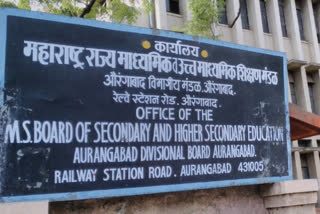 कार्यालय
महाराष्ट्र राज्य माध्यमिक व उच्च माध्यमिक शिक्षण मंडळ
औरंगाबाद विभागीय मंडळ, औरंगाबाद.
रेल्वे स्टेशन रोड, औरंगाबाद.
OFFICE OF THE
M.S. BOARD OF SECONDARY AND HIGHER SECONDARY EDUCATION
AURANGABAD DIVISIONAL BOARD AURANGABAD.
RAILWAY STATION ROAD, AURANGABAD 431005